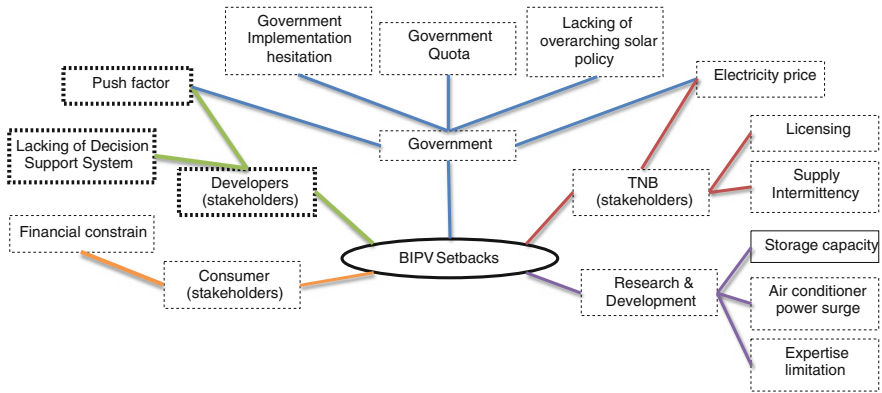 Government
Implementation
hesitation
Government
Quota
Lacking of
overarching solar
policy
Push factor
Electricity price
Lacking of Decision
Support System
Government
Licensing
Developers
(stakeholders)
TNB
(stakeholders)
Supply
Intermittency
Financial constrain
BIPV Setbacks
Storage capacity
Consumer
(stakeholders)
Research &
Development
Air conditioner
power surge
Expertise
limitation